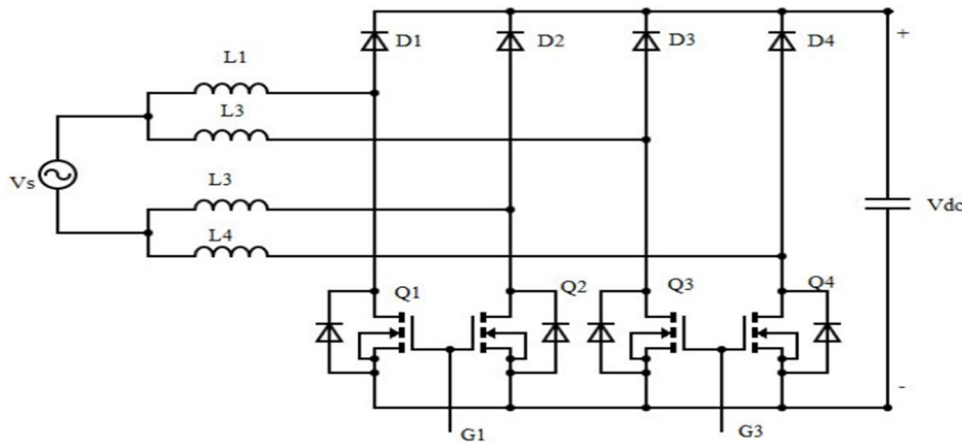 D1 D2 D3 D4 +
L1
L3
Vs
L3
L4
Vdc
Q1 Q2 Q3 Q4
-
G1 G3